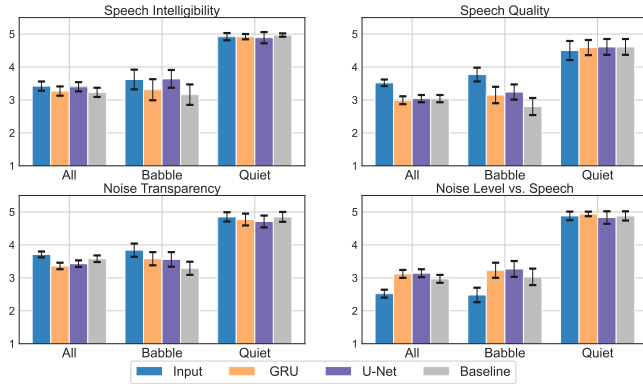 Speech Intelligibility
5
4
3
2
1
All Babble Quiet
Speech Quality
5
4
3
2
1
All Babble Quiet
Noise Transparency
5
4
3
2
1
All Babble Quiet
Noise Level vs. Speech
5
4
3
2
1
All Babble Quiet
Input GRU U-Net Baseline